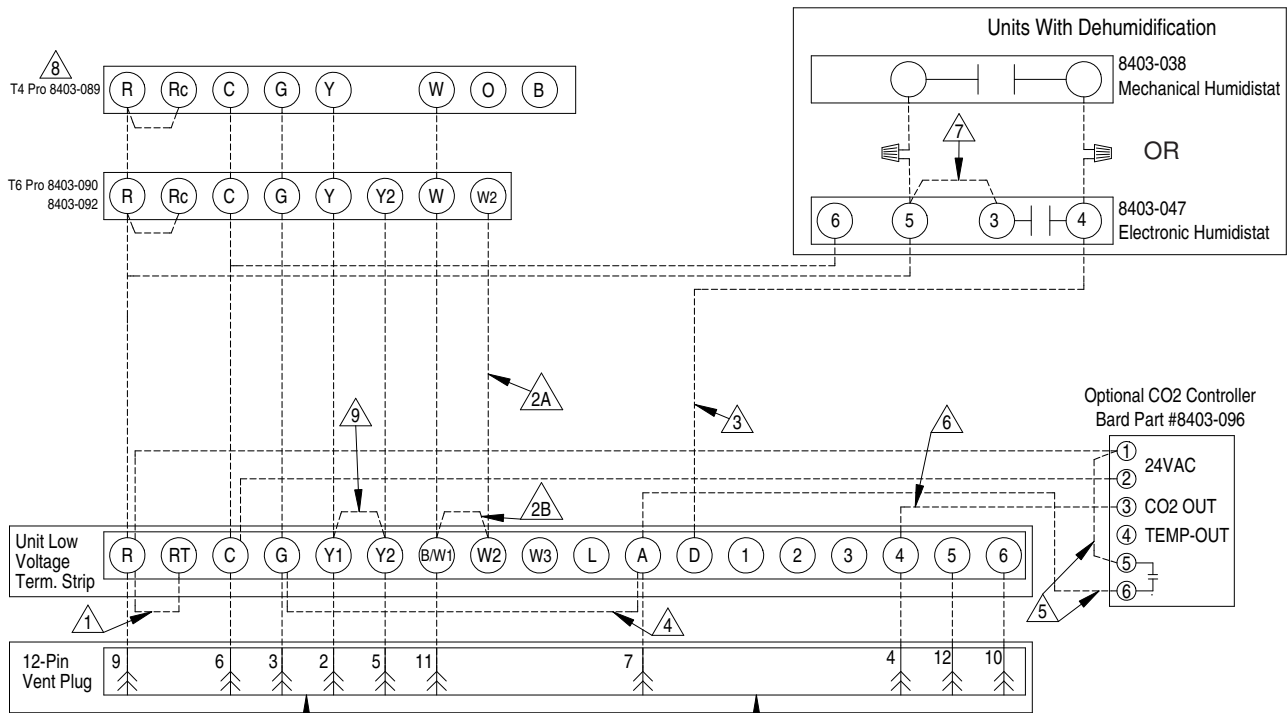 Units With Dehumidification
8
T4 Pro 8403-089
R Rc C G Y W O B
8403-038
Mechanical Humidistat
7
OR
T6 Pro 8403-090
8403-092
R Rc C G Y Y2 W W2
6 5 3 4
8403-047
Electronic Humidistat
2A
9
3
6
2B
Optional CO2 Controller
Bard Part #8403-096
1
24VAC
2
3 CO2 OUT
4 TEMP-OUT
5
6
5
Unit Low
Voltage
Term. Strip
R RT C G Y1 Y2 B/W1 W2 W3 L A D 1 2 3 4 5 6
1
4
12-Pin
Vent Plug
9 6 3 2 5 11 7 4 12 10